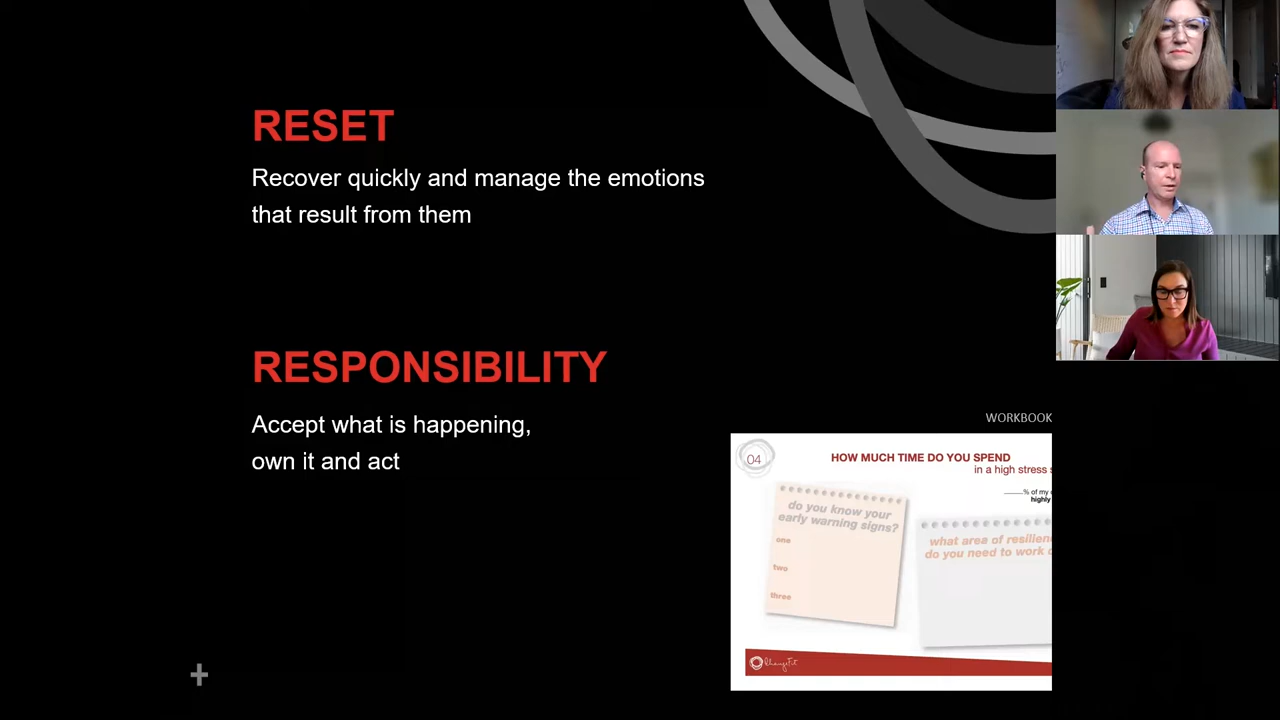 RESET
Recover quickly and manage the emotions
that result from them
RESPONSIBILITY
Accept what is happening,
own it and act
WORKBOOK
04
HOW MUCH TIME DO YOU SPEND
in a high stress s
% of my
highly
do you know your
early warning signs?
one
two
three
what area of resilien
do you need to work
ChangeFit